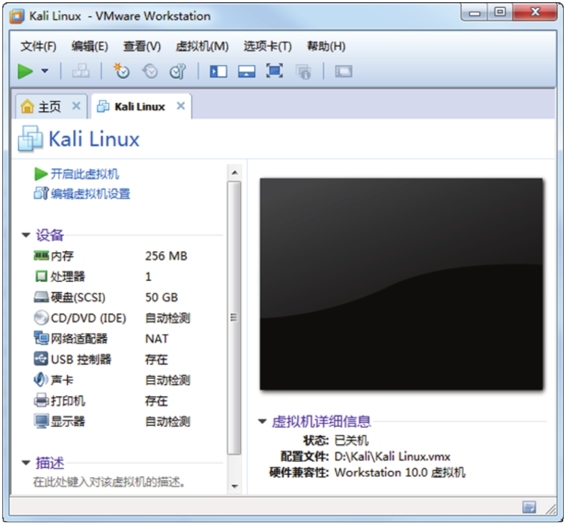 Kali Linux - VMware Workstation
文件(F) 编辑(E) 查看(V) 虚拟机(M) 选项卡(T) 帮助(H)
主页 Kali Linux
Kali Linux
开启此虚拟机
编辑虚拟机设置
设备
内存 256 MB
处理器 1
硬盘(SCSI) 50 GB
CD/DVD (IDE) 自动检测
网络适配器 NAT
USB 控制器 存在
声卡 自动检测
打印机 存在
显示器 自动检测
描述
在此处键入对该虚拟机的描述。
虚拟机详细信息
状态: 已关机
配置文件: D:\Kali\Kali Linux.vmx
硬件兼容性: Workstation 10.0 虚拟机